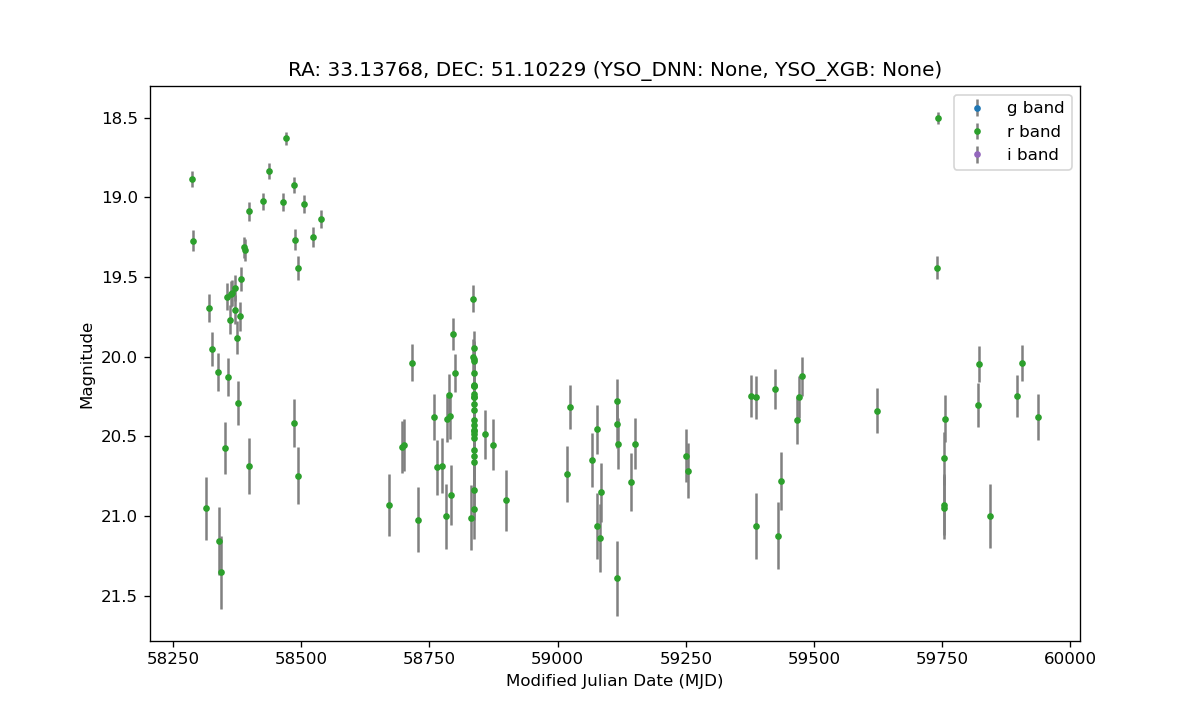 RA: 33.13768, DEC: 51.10229 (YSO_DNN: None, YSO_XGB: None)
g band
r band
i band
18.5
19.0
19.5
20.0
20.5
21.0
21.5
Magnitude
58250 58500 58750 59000 59250 59500 59750 60000
Modified Julian Date (MJD)